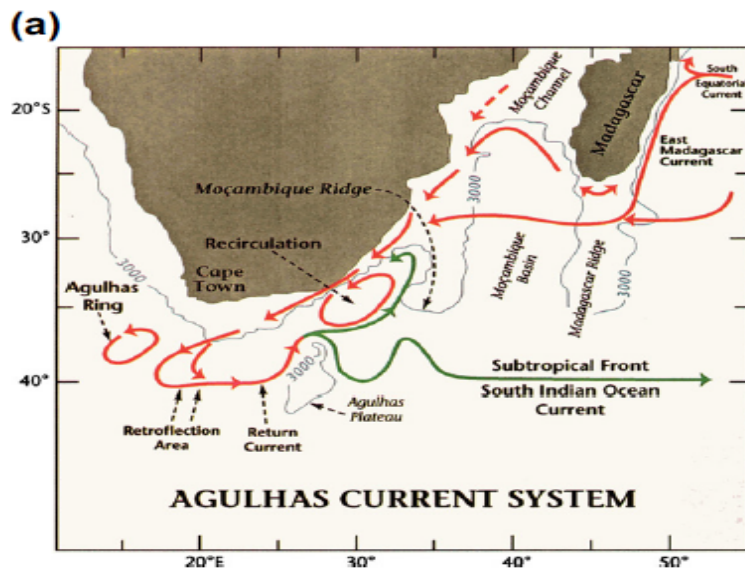 (a)
South
Equatorial
Current
Moçambique
Channel
Madagascar
20°S
East
Madagascar
Current
3000
Moçambique Ridge
30°
Recirculation
3000
Cape
Town
Moçambique
Basin
Madagascar Ridge
3000
Agulhas
Ring
3000
Subtropical Front
40°
South Indian Ocean
Current
Agulhas
Plateau
Retroflection
Area
Return
Current
AGULHAS CURRENT SYSTEM
20°E
30°
40°
50°